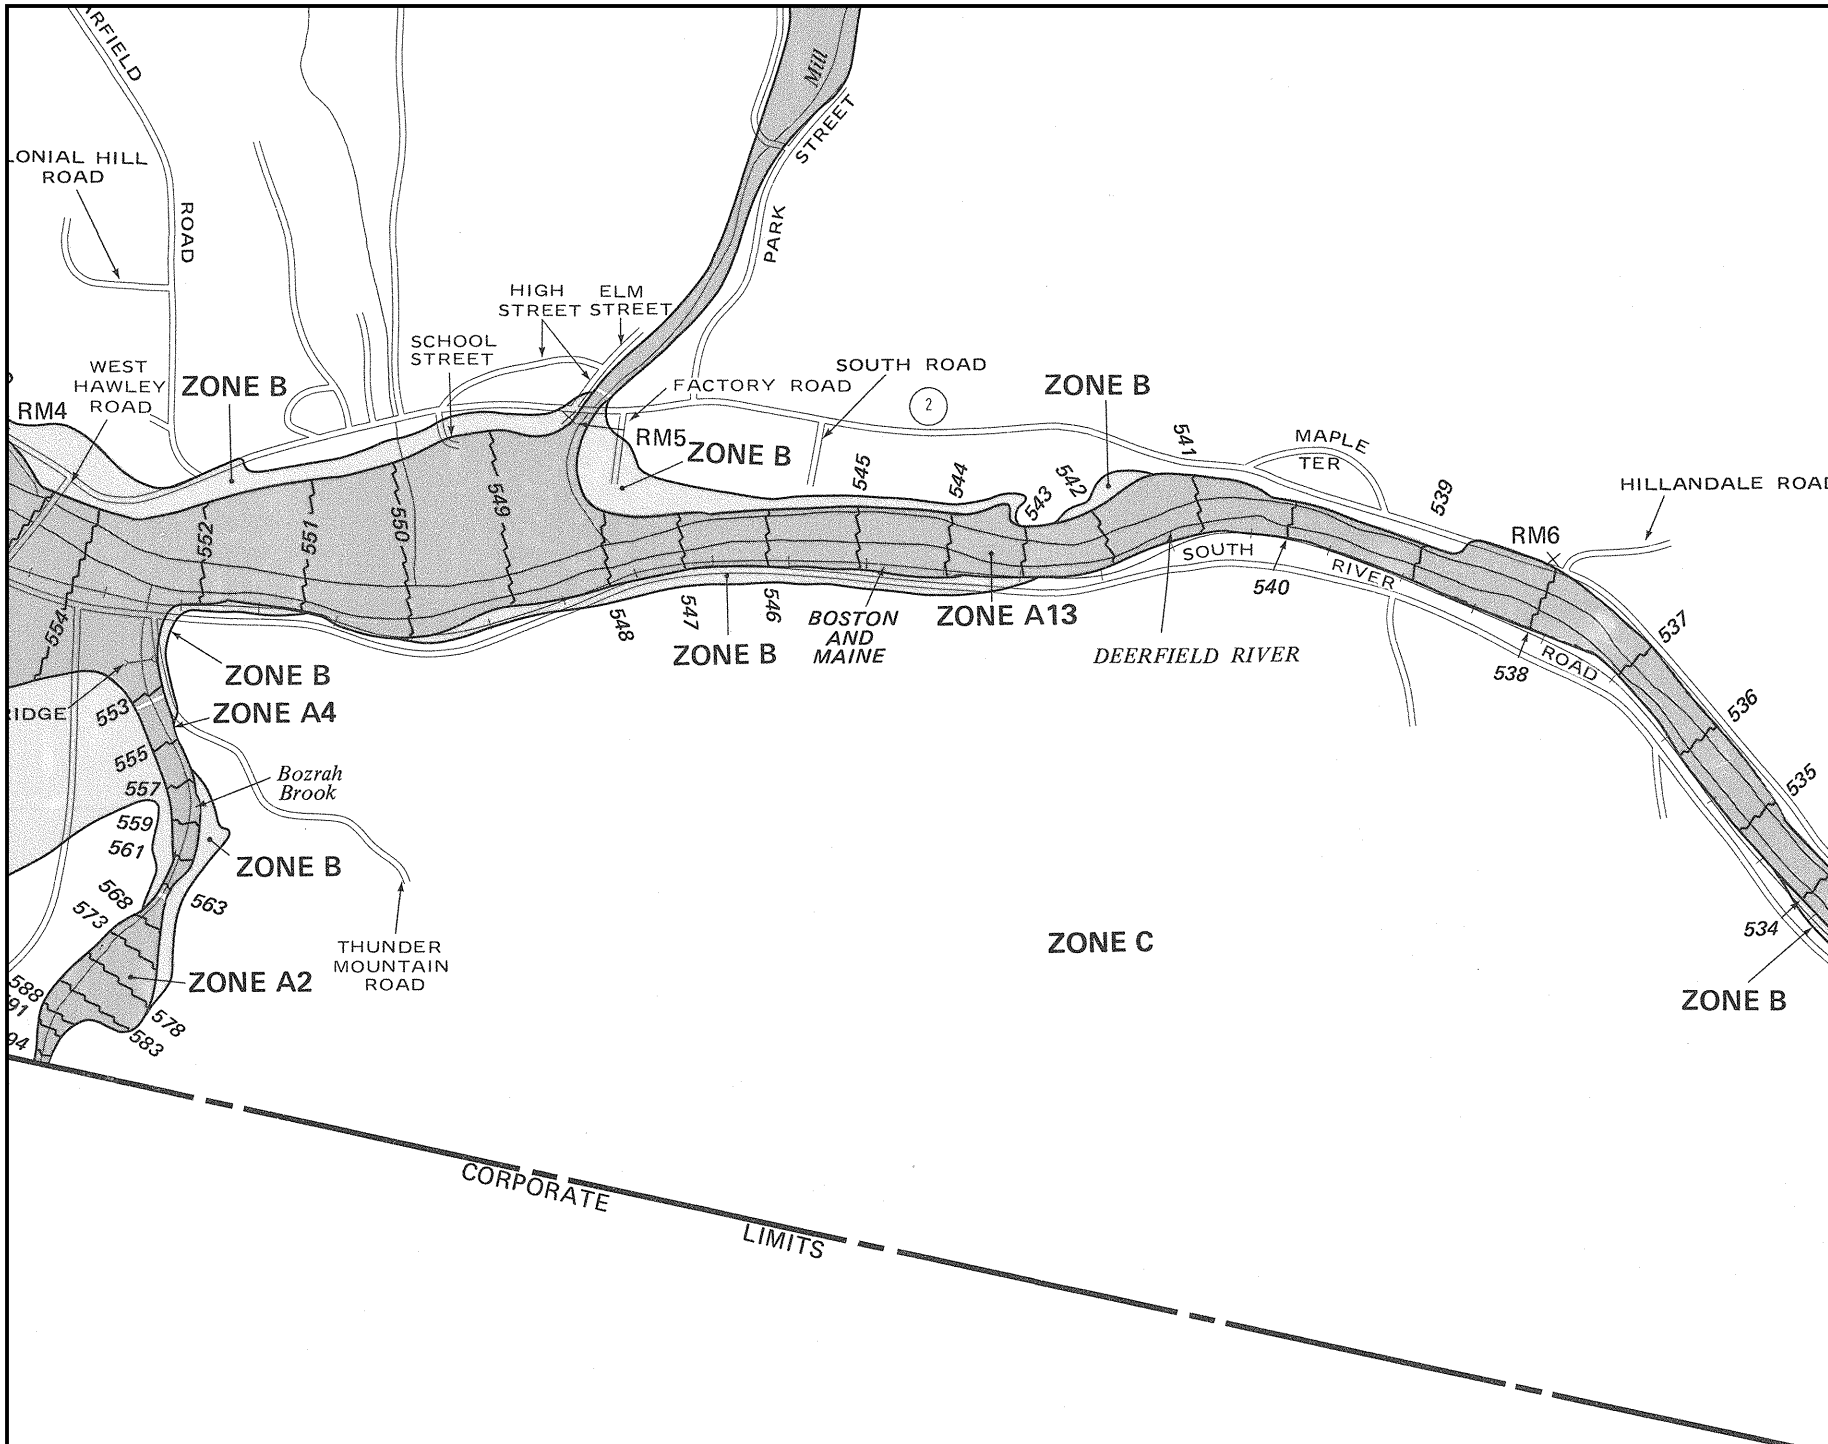 Mill
STREET
PARK
RFIELD
ROAD
LONIAL HILL
ROAD
HIGH
STREET
ELM
STREET
SCHOOL
STREET
WEST
HAWLEY
ROAD
ZONE B
RM4
FACTORY ROAD
SOUTH ROAD
2
ZONE B
RM5
ZONE B
MAPLE
TER
HILLANDALE ROAD
RM6
554
552
551
550
549
548
547
546
545
544
543
542
541
540
539
538
537
536
535
534
SOUTH
RIVER
ROAD
BOSTON
AND
MAINE
ZONE A13
DEERFIELD RIVER
ZONE B
ZONE B
RIDGE
ZONE A4
553
555
557
559
561
563
568
573
578
583
588
91
94
Bozrah
Brook
ZONE B
THUNDER
MOUNTAIN
ROAD
ZONE A2
ZONE C
ZONE B
CORPORATE
LIMITS